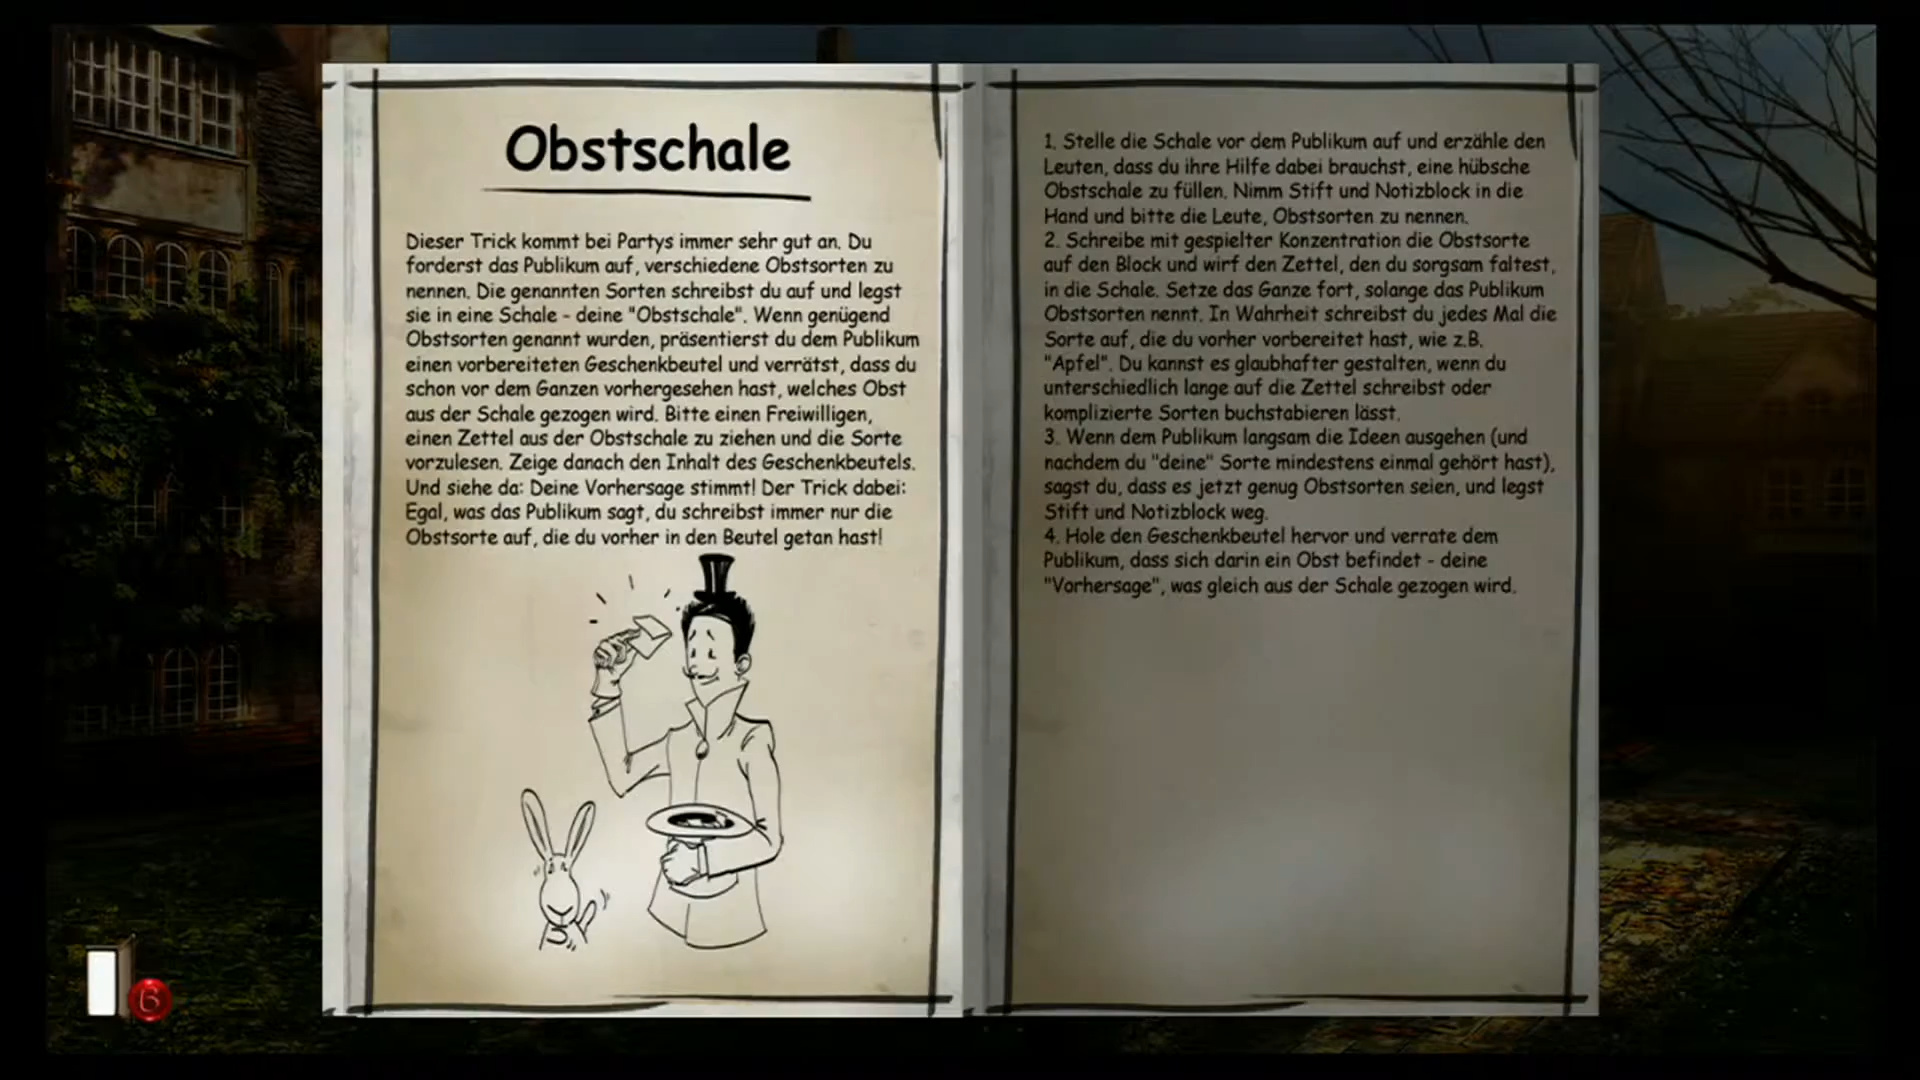 Obstschale
Dieser Trick kommt bei Partys immer sehr gut an. Du
forderst das Publikum auf, verschiedene Obstsorten zu
nennen. Die genannten Sorten schreibst du auf und legst
sie in eine Schale - deine "Obstschale". Wenn genügend
Obstsorten genannt wurden, präsentierst du dem Publikum
einen vorbereiteten Geschenkbeutel und verrätst, dass du
schon vor dem Ganzen vorhergesehen hast, welches Obst
aus der Schale gezogen wird. Bitte einen Freiwilligen,
einen Zettel aus der Obstschale zu ziehen und die Sorte
vorzulesen. Zeige danach den Inhalt des Geschenkbeutels.
Und siehe da: Deine Vorhersage stimmt! Der Trick dabei:
Egal, was das Publikum sagt, du schreibst immer nur die
Obstsorte auf, die du vorher in den Beutel getan hast!
1. Stelle die Schale vor dem Publikum auf und erzähle den
Leuten, dass du ihre Hilfe dabei brauchst, eine hübsche
Obstschale zu füllen. Nimm Stift und Notizblock in die
Hand und bitte die Leute, Obstsorten zu nennen.
2. Schreibe mit gespielter Konzentration die Obstsorte
auf den Block und wirf den Zettel, den du sorgsam faltest,
in die Schale. Setze das Ganze fort, solange das Publikum
Obstsorten nennt. In Wahrheit schreibst du jedes Mal die
Sorte auf, die du vorher vorbereitet hast, wie z.B.
"Apfel". Du kannst es glaubhafter gestalten, wenn du
unterschiedlich lange auf die Zettel schreibst oder
komplizierte Sorten buchstabieren lässt.
3. Wenn dem Publikum langsam die Ideen ausgehen (und
nachdem du "deine" Sorte mindestens einmal gehört hast),
sagst du, dass es jetzt genug Obstsorten seien, und legst
Stift und Notizblock weg.
4. Hole den Geschenkbeutel hervor und verrate dem
Publikum, dass sich darin ein Obst befindet - deine
"Vorhersage", was gleich aus der Schale gezogen wird.